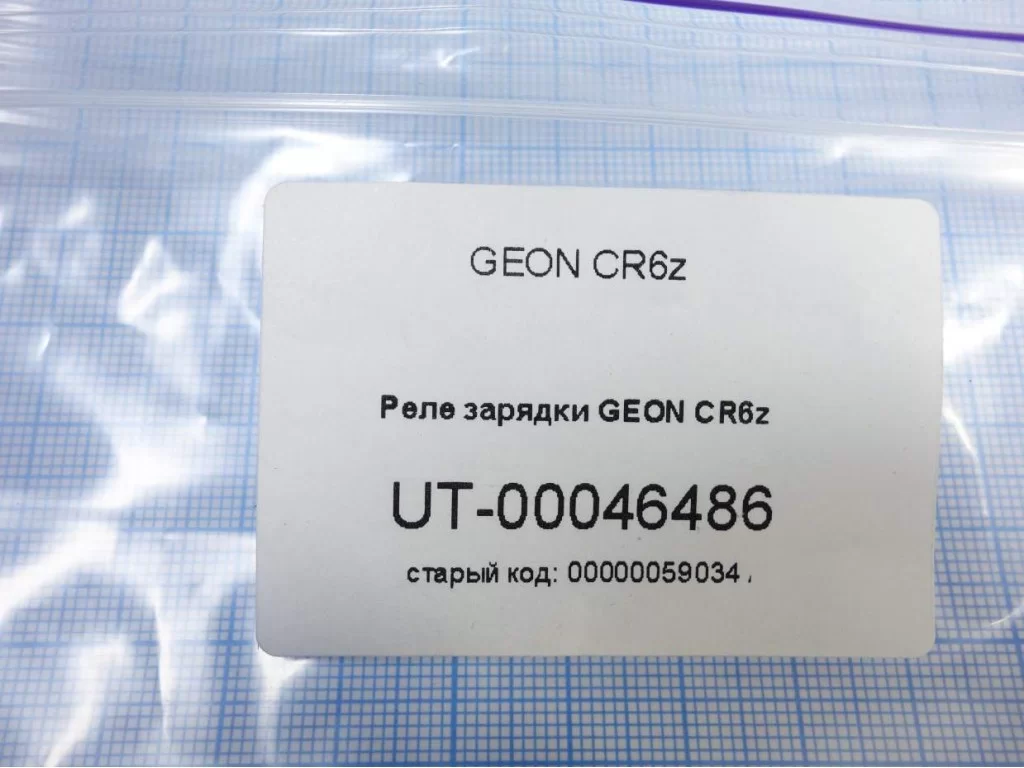 GEON CR6z
Реле зарядки GEON CR6z
UT-00046486
старый код: 00000059034 ,